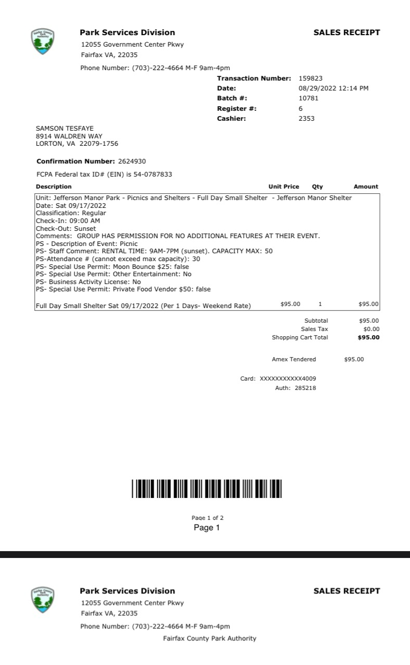 Park Services Division SALES RECEIPT
12055 Government Center Pkwy
Fairfax VA, 22035
Phone Number: (703)-222-4664 M-F 9am-4pm
Transaction Number: 159823
Date: 08/29/2022 12:14 PM
Batch #: 10781
Register #: 6
Cashier: 2353
SAMSON TESFAYE
8914 WALDREN WAY
LORTON, VA 22079-1756
Confirmation Number: 2624930
FCPA Federal tax ID# (EIN) is 54-0787833
Description Unit Price Qty Amount
Unit: Jefferson Manor Park - Picnics and Shelters - Full Day Small Shelter - Jefferson Manor Shelter
Date: Sat 09/17/2022
Classification: Regular
Check-In: 09:00 AM
Check-Out: Sunset
Comments: GROUP HAS PERMISSION FOR NO ADDITIONAL FEATURES AT THEIR EVENT.
PS - Description of Event: Picnic
PS- Staff Comment: RENTAL TIME: 9AM-7PM (sunset). CAPACITY MAX: 50
PS-Attendance # (cannot exceed max capacity): 30
PS- Special Use Permit: Moon Bounce $25: false
PS- Special Use Permit: Other Entertainment: No
PS- Business Activity License: No
PS- Special Use Permit: Private Food Vendor $50: false
Full Day Small Shelter Sat 09/17/2022 (Per 1 Days- Weekend Rate) $95.00 1 $95.00
Subtotal $95.00
Sales Tax $0.00
Shopping Cart Total $95.00
Amex Tendered $95.00
Card: XXXXXXXXXXX4009
Auth: 285218
Page 1 of 2
Page 1
Park Services Division SALES RECEIPT
12055 Government Center Pkwy
Fairfax VA, 22035
Phone Number: (703)-222-4664 M-F 9am-4pm
Fairfax County Park Authority